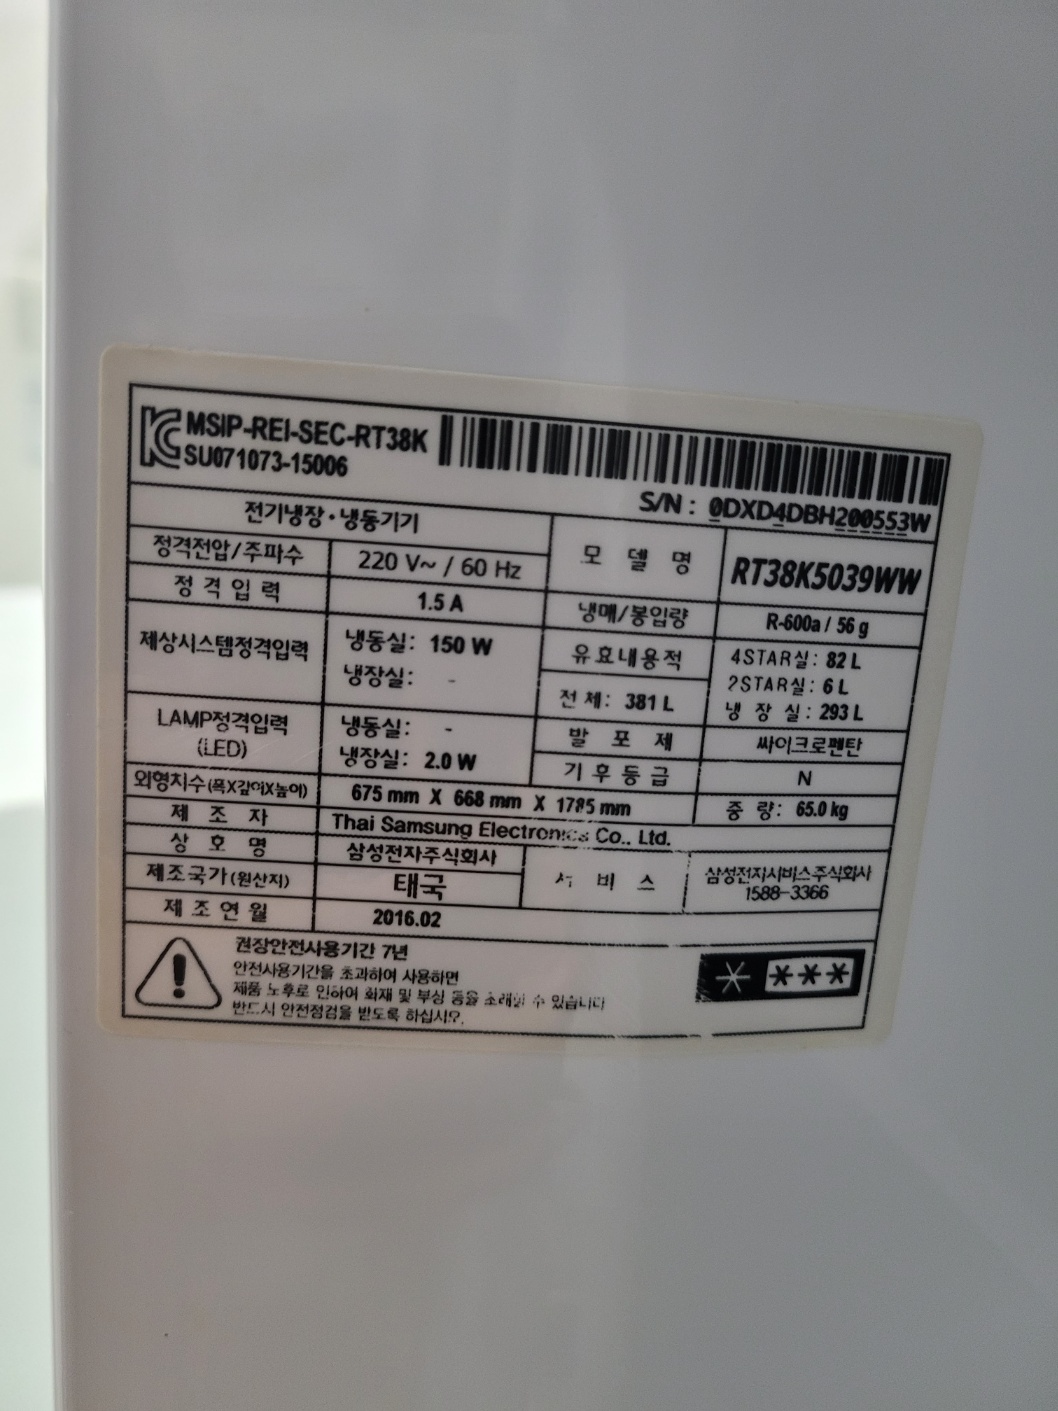 MSIP-REI-SEC-RT38K
SU071073-15006
S/N : 0DXD4DBH200553W
전기냉장·냉동기기
정격전압/주파수 220 V~ / 60 Hz
정격입력 1.5 A
모델명 RT38K5039WW
냉매/봉입량 R-600a / 56 g
제상시스템정격입력 냉동실: 150 W
냉장실: -
유효내용적 4STAR실: 82 L
전체: 381 L 2STAR실: 6 L
냉장실: 293 L
LAMP정격입력 (LED) 냉동실: -
냉장실: 2.0 W
발포제 싸이크로펜탄
기후등급 N
외형치수(폭X깊이X높이) 675 mm X 668 mm X 1785 mm
중량: 65.0 kg
제조자 Thai Samsung Electronics Co., Ltd.
상호명 삼성전자주식회사
서비스 삼성전자서비스주식회사
1588-3366
제조국가(원산지) 태국
제조연월 2016.02
권장안전사용기간 7년
안전사용기간을 초과하여 사용하면
제품 노후로 인하여 화재 및 부상 등을 초래할 수 있습니다
반드시 안전점검을 받도록 하십시오.